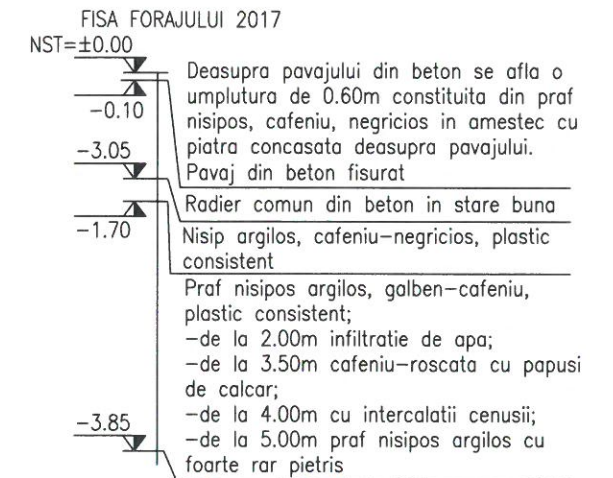 FISA FORAJULUI 2017
NST=±0.00
Deasupra pavajului din beton se afla o
umplutura de 0.60m constituita din praf
-0.10
nisipos, cafeniu, negricios in amestec cu
piatra concasata deasupra pavajului.
-3.05
Pavaj din beton fisurat
Radier comun din beton in stare buna
-1.70
Nisip argilos, cafeniu-negricios, plastic
consistent
Praf nisipos argilos, galben-cafeniu,
plastic consistent;
-de la 2.00m infiltratie de apa;
-de la 3.50m cafeniu-roscata cu papusi
de calcar;
-de la 4.00m cu intercalatii cenusii;
-3.85
-de la 5.00m praf nisipos argilos cu
foarte rar pietris